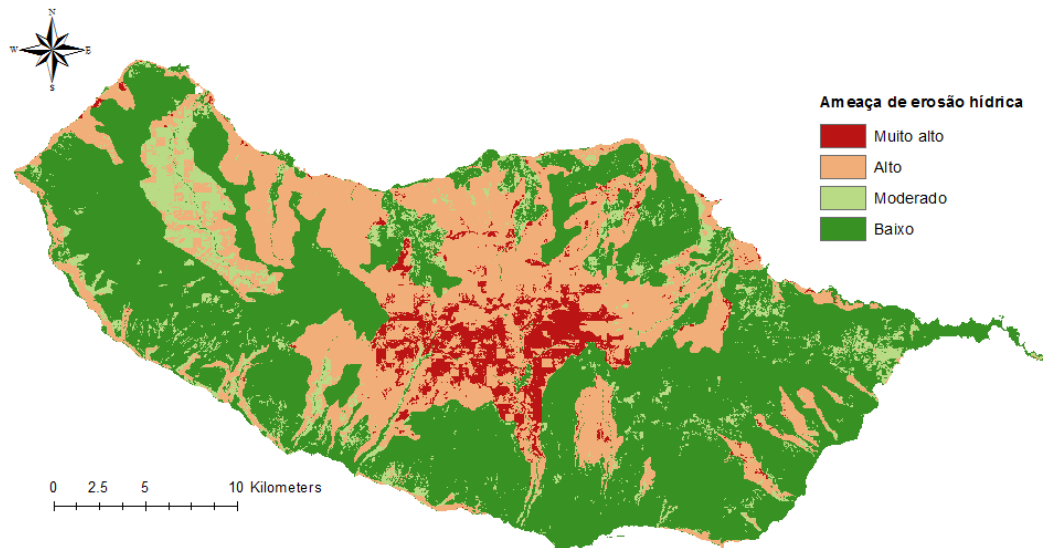 N
W E
S
Ameaça de erosão hídrica
Muito alto
Alto
Moderado
Baixo
0 2.5 5 10 Kilometers